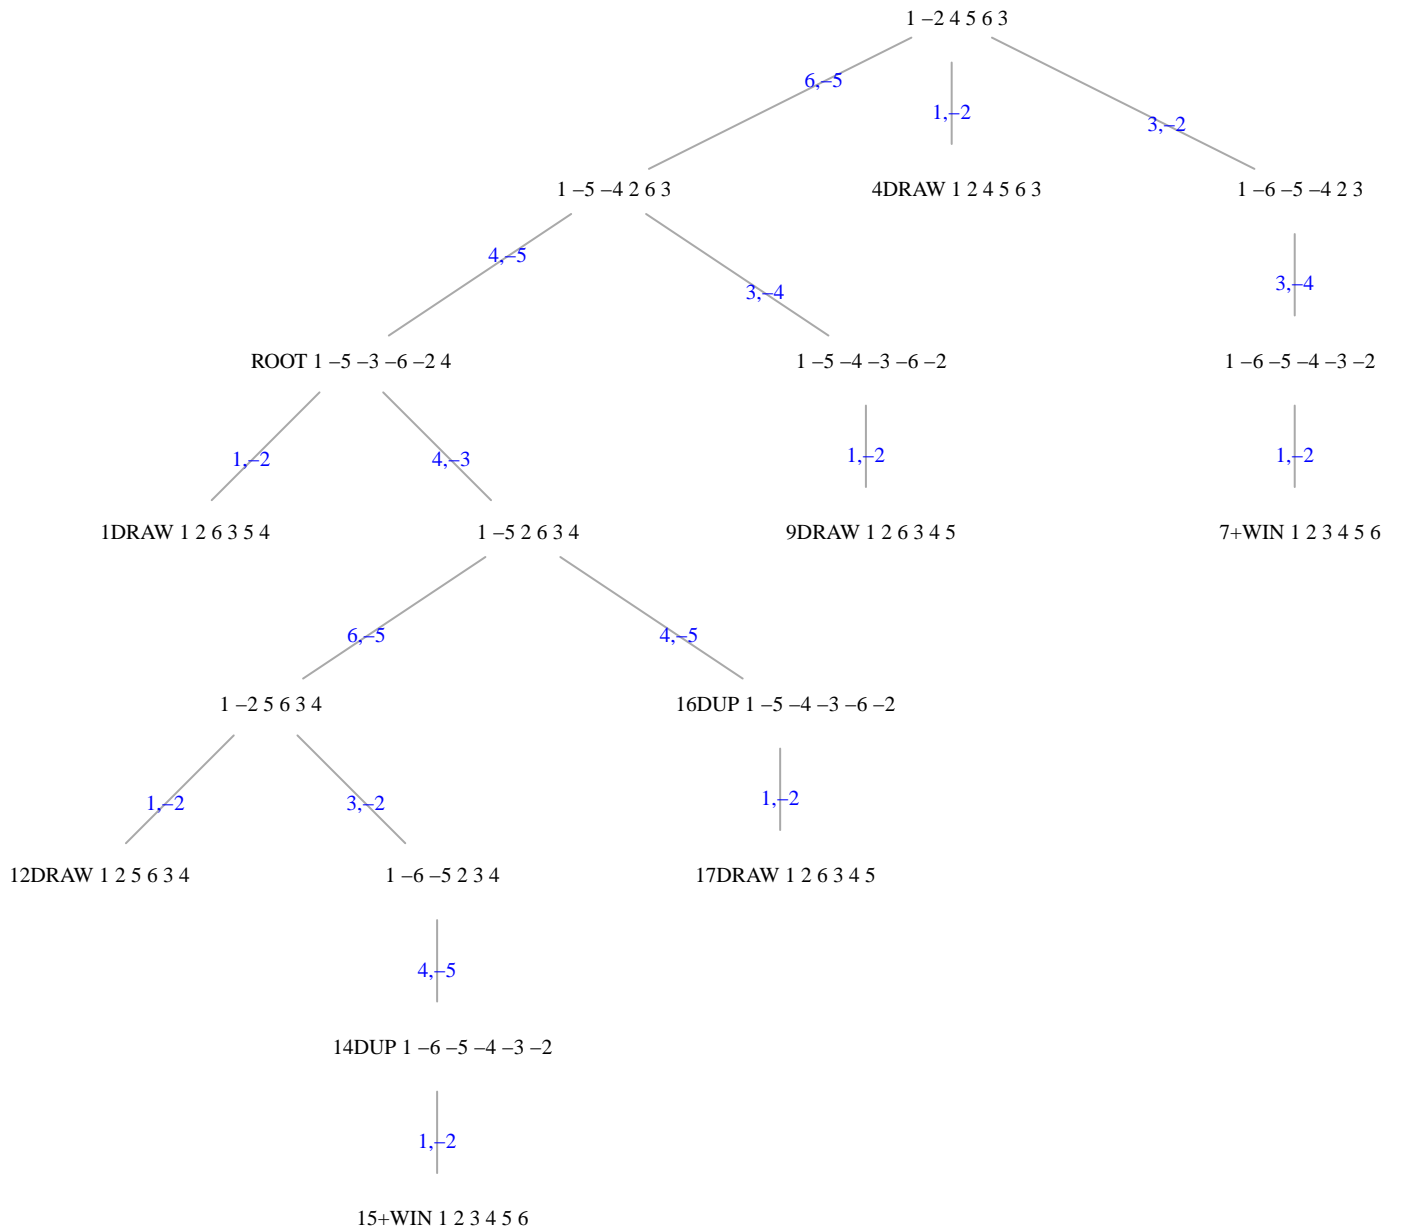 1 –2 4 5 6 3
6,–5
1,–2
3,–2
1 –5 –4 2 6 3
4DRAW 1 2 4 5 6 3
1 –6 –5 –4 2 3
4,–5
3,–4
3,–4
ROOT 1 –5 –3 –6 –2 4
1 –5 –4 –3 –6 –2
1 –6 –5 –4 –3 –2
1,–2
4,–3
1,–2
1,–2
1DRAW 1 2 6 3 5 4
1 –5 2 6 3 4
9DRAW 1 2 6 3 4 5
7+WIN 1 2 3 4 5 6
6,–5
4,–5
1 –2 5 6 3 4
16DUP 1 –5 –4 –3 –6 –2
1,–2
3,–2
1,–2
12DRAW 1 2 5 6 3 4
1 –6 –5 2 3 4
17DRAW 1 2 6 3 4 5
4,–5
14DUP 1 –6 –5 –4 –3 –2
1,–2
15+WIN 1 2 3 4 5 6